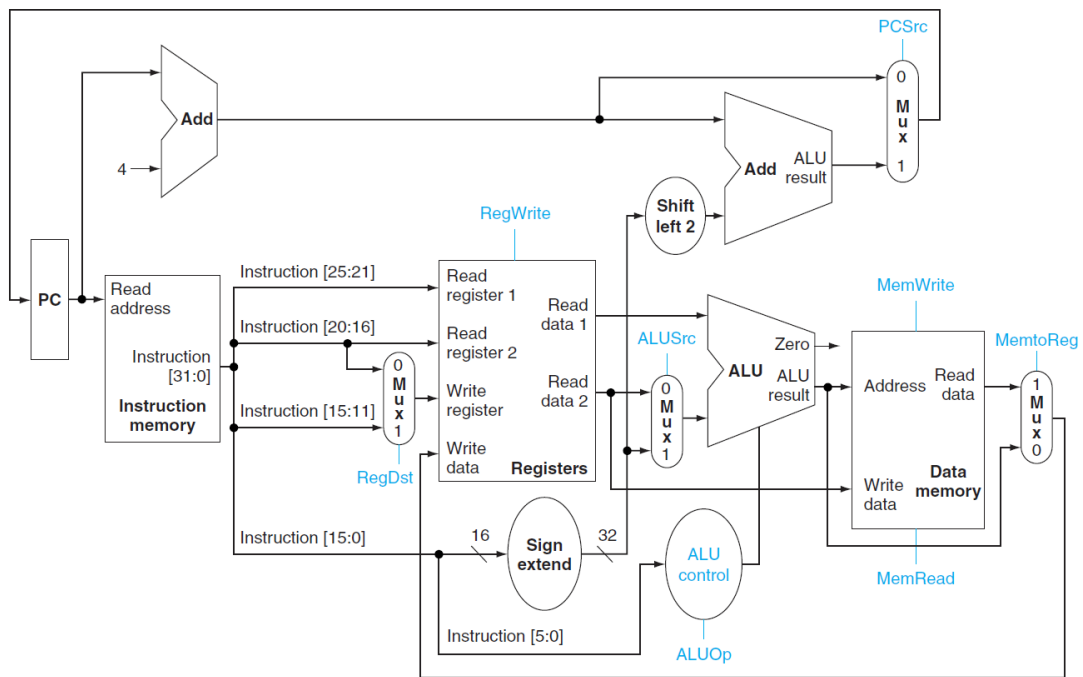 PCSrc
0
M
u
x
1
Add
4
Add
ALU
result
Shift
left 2
RegWrite
PC
Read
address
Instruction
[31:0]
Instruction
memory
Instruction [25:21]
Instruction [20:16]
Instruction [15:11]
Instruction [15:0]
Instruction [5:0]
0
M
u
x
1
RegDst
Read
register 1
Read
register 2
Write
register
Write
data
Read
data 1
Read
data 2
Registers
16
Sign
extend
32
ALUSrc
0
M
u
x
1
Zero
ALU
ALU
result
ALU
control
ALUOp
MemWrite
Address
Read
data
Write
data
Data
memory
MemRead
MemtoReg
1
M
u
x
0